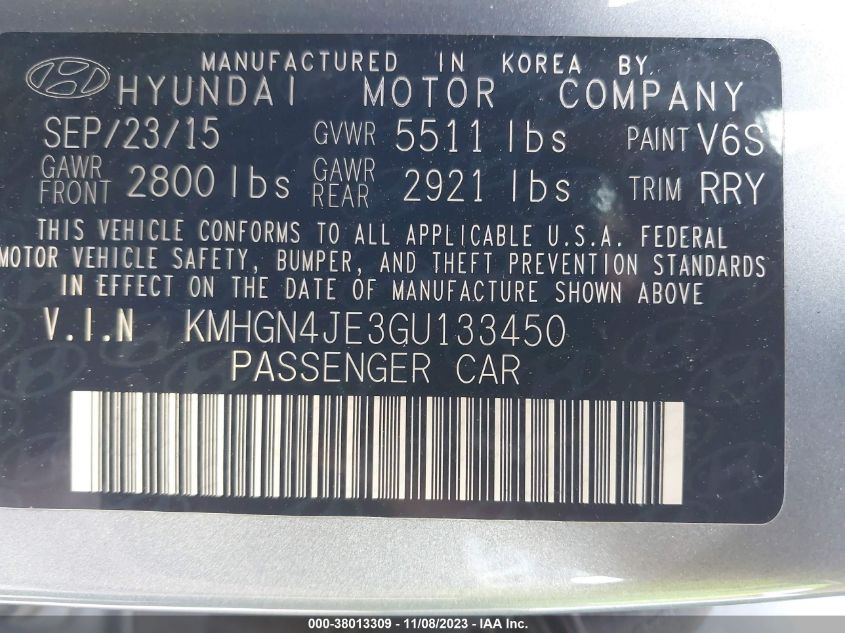 MANUFACTURED IN KOREA BY
HYUNDAI MOTOR COMPANY
SEP/23/15 GVWR 5511 lbs PAINT V6S
GAWR FRONT 2800 lbs GAWR REAR 2921 lbs TRIM RRY
THIS VEHICLE CONFORMS TO ALL APPLICABLE U.S.A. FEDERAL
MOTOR VEHICLE SAFETY, BUMPER, AND THEFT PREVENTION STANDARDS
IN EFFECT ON THE DATE OF MANUFACTURE SHOWN ABOVE
V.I.N KMHGN4JE3GU133450
PASSENGER CAR
000-38013309 - 11/08/2023 - IAA Inc.